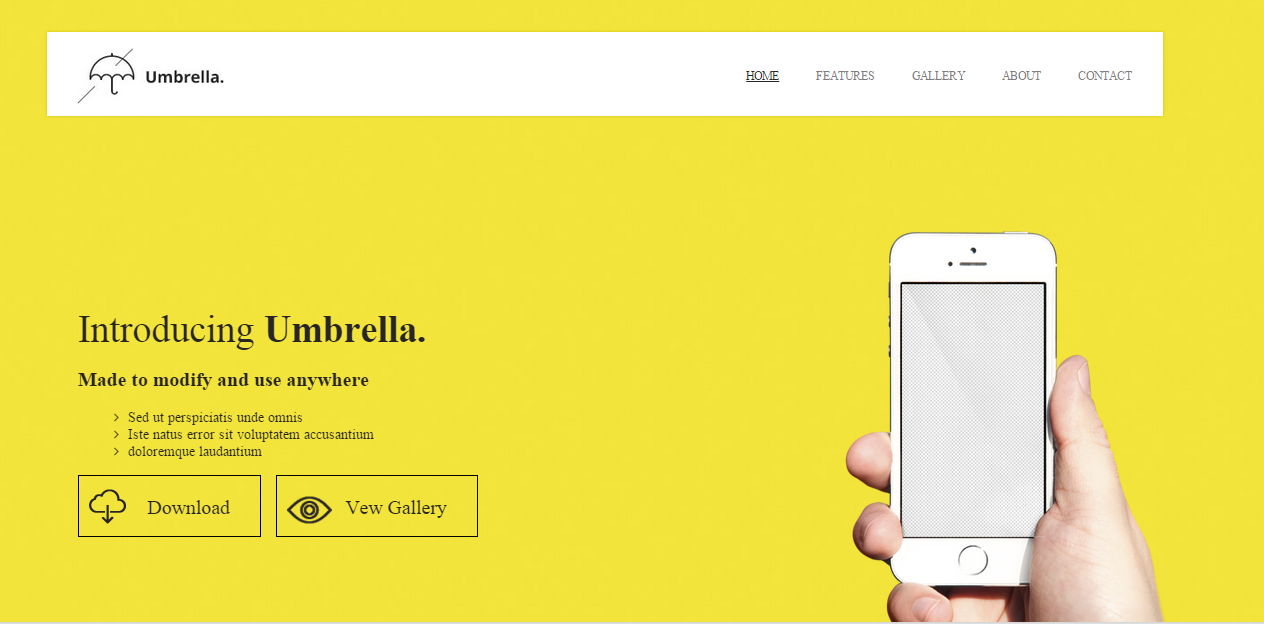 Umbrella.
HOME FEATURES GALLERY ABOUT CONTACT
Introducing Umbrella.
Made to modify and use anywhere
Sed ut perspiciatis unde omnis
Iste natus error sit voluptatem accusantium
doloremque laudantium
Download Vew Gallery